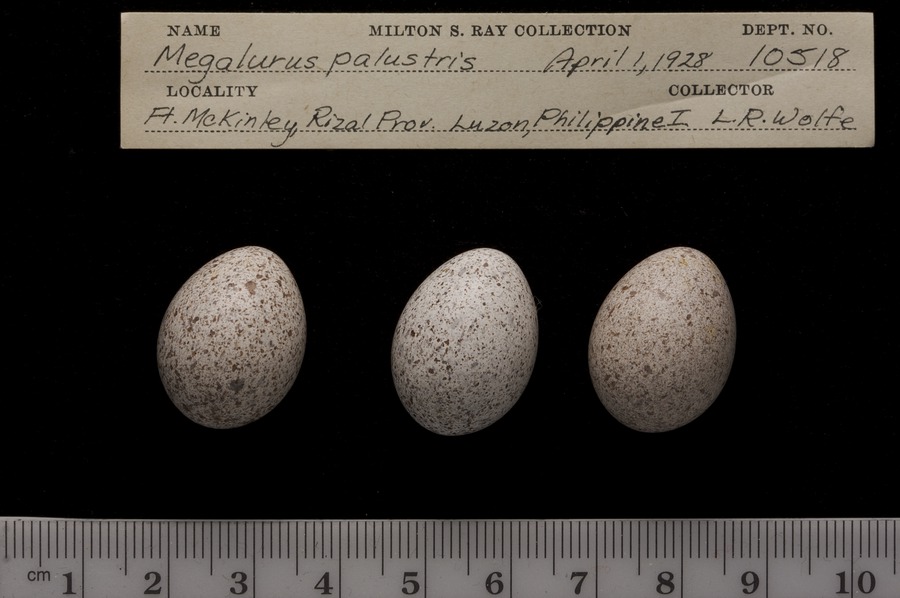 NAME MILTON S. RAY COLLECTION DEPT. NO.
Megalurus palustris April 1, 1928 10518
LOCALITY COLLECTOR
Ft. McKinley, Rizal Prov. Luzon, Philippine I L.R. Wolfe
cm 1 2 3 4 5 6 7 8 9 10